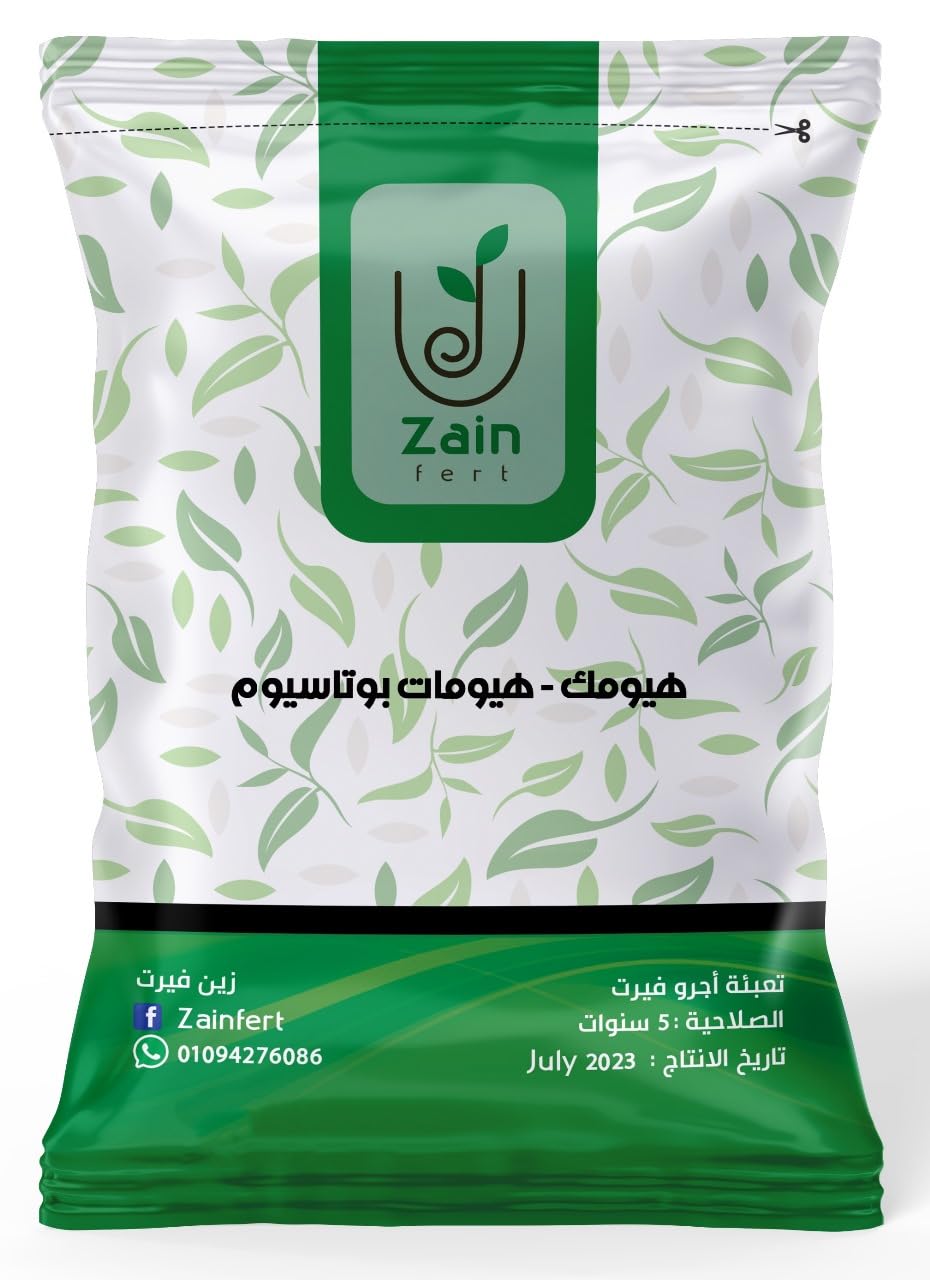 Zain
fert
هيومك - هيومات بوتاسيوم
تعبئة أجرو فيرت
الصلاحية : 5 سنوات
تاريخ الانتاج : July 2023
زين فيرت
Zainfert
01094276086